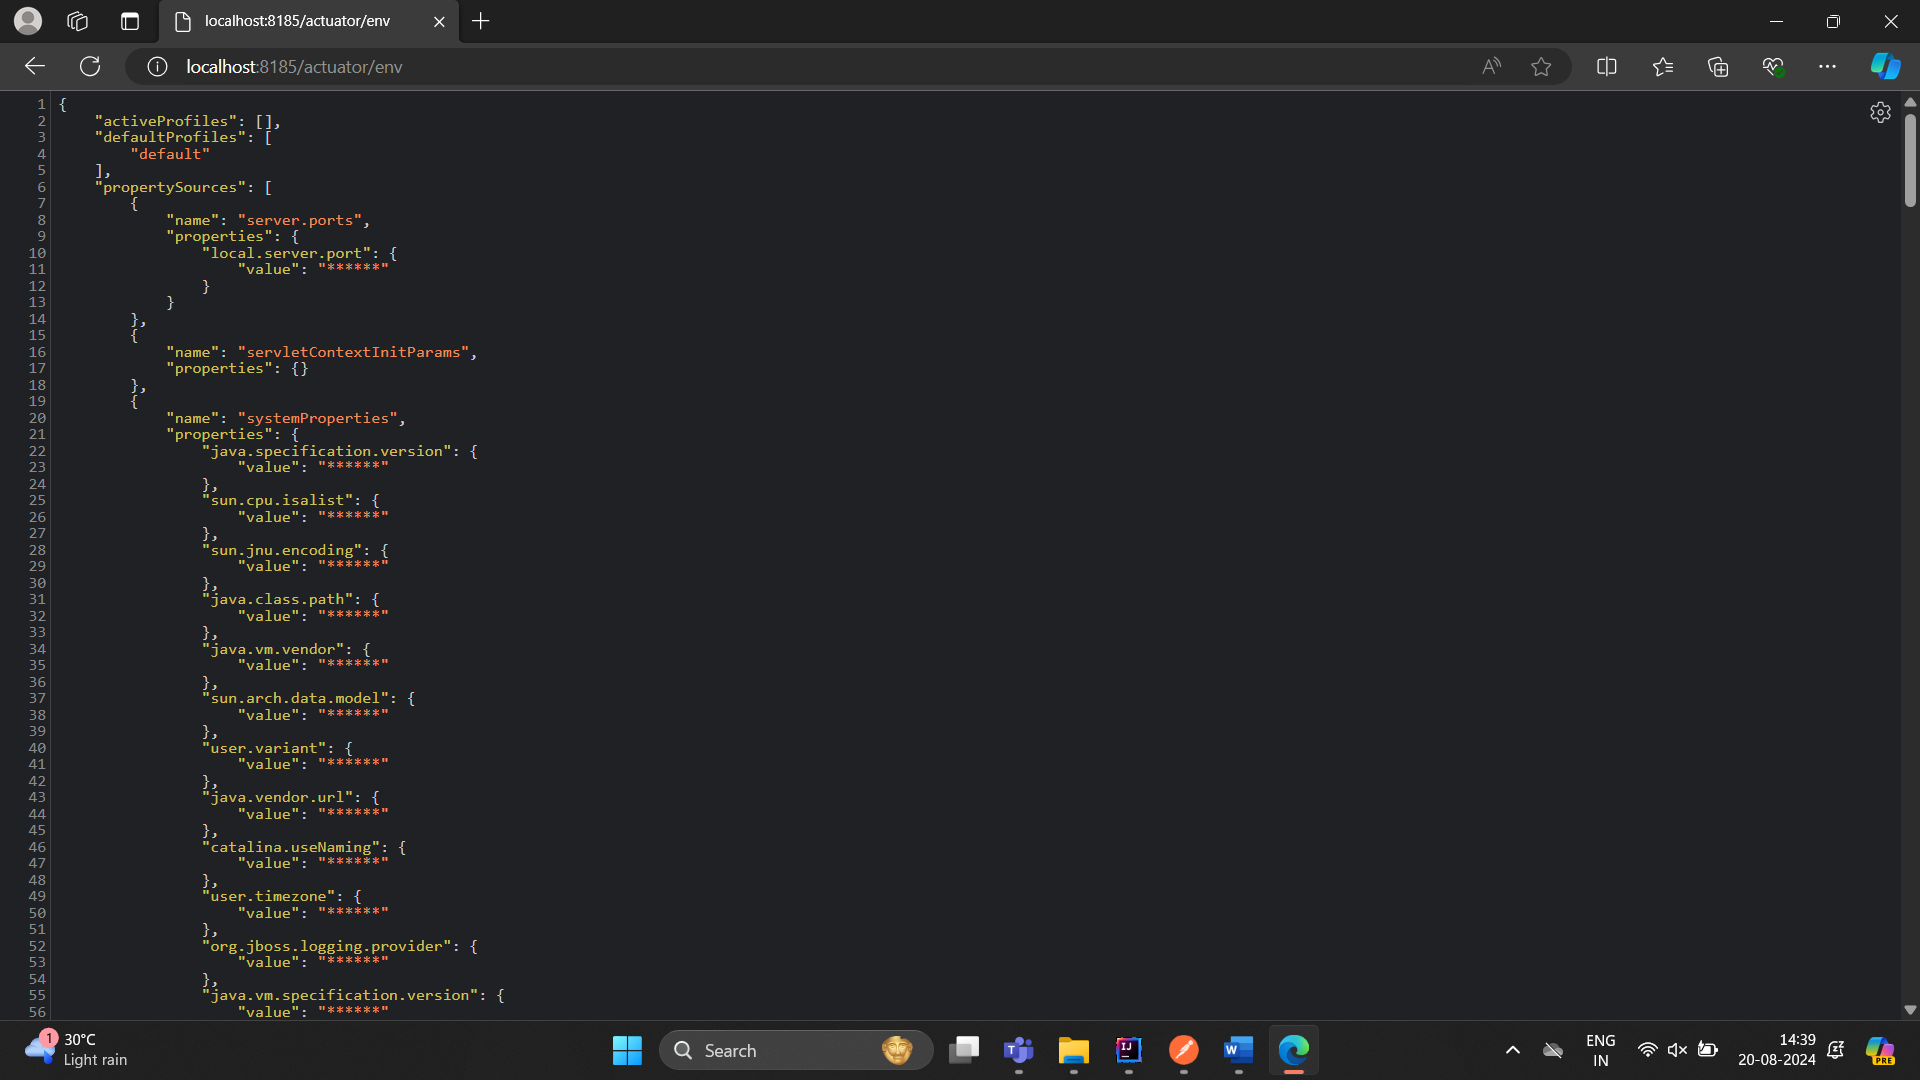 localhost:8185/actuator/env
localhost:8185/actuator/env
1 {
2     "activeProfiles": [],
3     "defaultProfiles": [
4         "default"
5     ],
6     "propertySources": [
7         {
8             "name": "server.ports",
9             "properties": {
10                 "local.server.port": {
11                     "value": "******"
12                 }
13             }
14         },
15         {
16             "name": "servletContextInitParams",
17             "properties": {}
18         },
19         {
20             "name": "systemProperties",
21             "properties": {
22                 "java.specification.version": {
23                     "value": "******"
24                 },
25                 "sun.cpu.isalist": {
26                     "value": "******"
27                 },
28                 "sun.jnu.encoding": {
29                     "value": "******"
30                 },
31                 "java.class.path": {
32                     "value": "******"
33                 },
34                 "java.vm.vendor": {
35                     "value": "******"
36                 },
37                 "sun.arch.data.model": {
38                     "value": "******"
39                 },
40                 "user.variant": {
41                     "value": "******"
42                 },
43                 "java.vendor.url": {
44                     "value": "******"
45                 },
46                 "catalina.useNaming": {
47                     "value": "******"
48                 },
49                 "user.timezone": {
50                     "value": "******"
51                 },
52                 "org.jboss.logging.provider": {
53                     "value": "******"
54                 },
55                 "java.vm.specification.version": {
56                     "value": "******"
1
30°C
Light rain
Search
ENG
IN
14:39
20-08-2024
PRE